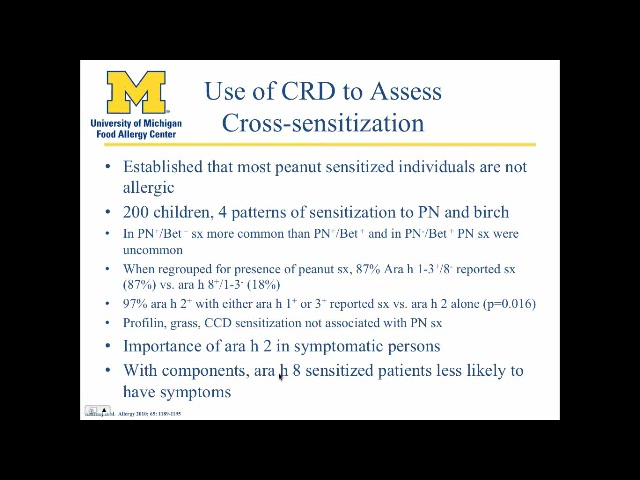 M
University of Michigan
Food Allergy Center
Use of CRD to Assess
Cross-sensitization
• Established that most peanut sensitized individuals are not
allergic
• 200 children, 4 patterns of sensitization to PN and birch
• In PN⁺/Bet⁻ sx more common than PN⁺/Bet⁺ and in PN⁻/Bet⁺ PN sx were
uncommon
• When regrouped for presence of peanut sx, 87% Ara h 1-3⁺/8⁻ reported sx
(87%) vs. ara h 8⁺/1-3⁻ (18%)
• 97% ara h 2⁺ with either ara h 1⁺ or 3⁺ reported sx vs. ara h 2 alone (p=0.016)
• Profilin, grass, CCD sensitization not associated with PN sx
• Importance of ara h 2 in symptomatic persons
• With components, ara h 8 sensitized patients less likely to
have symptoms
Allergy 2010; 65: 1189-1195